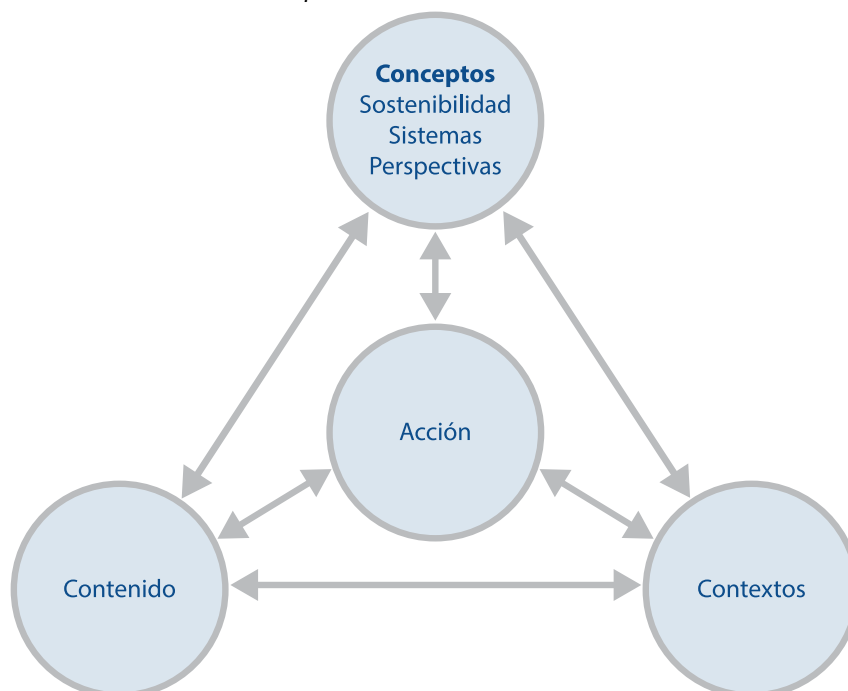 Conceptos
Sostenibilidad
Sistemas
Perspectivas
Acción
Contenido
Contextos